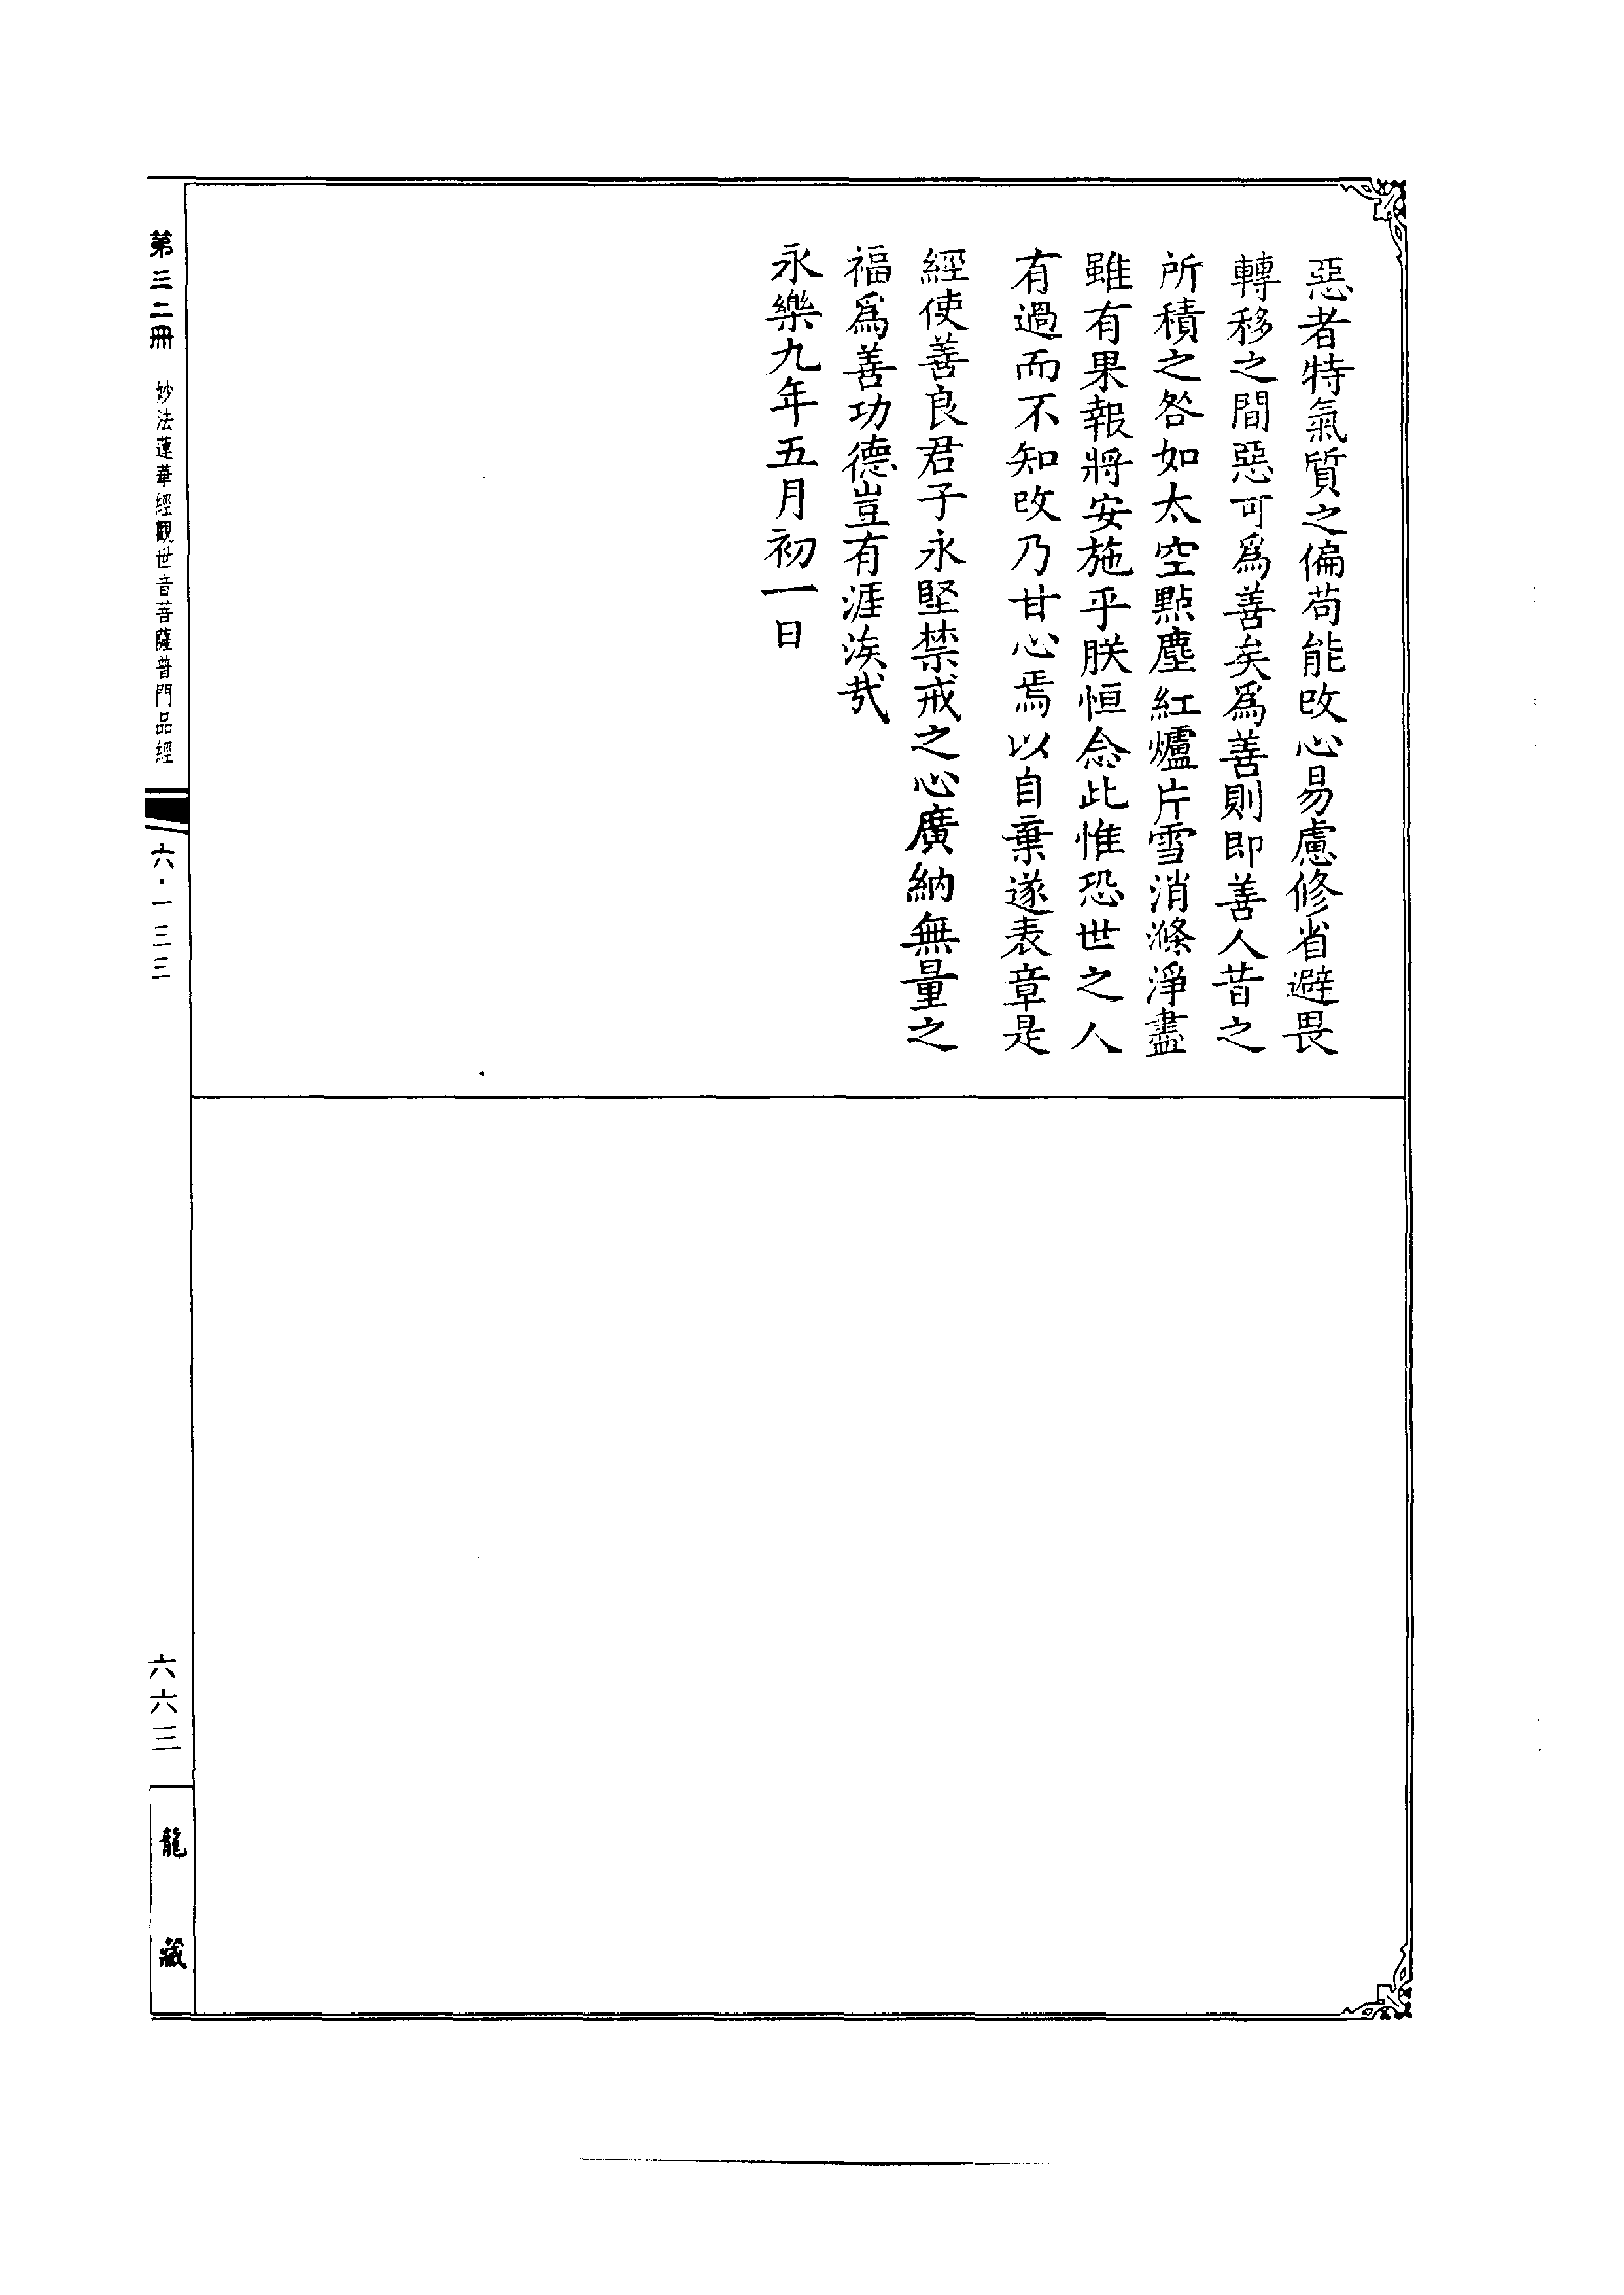 惡者特氣質之偏茍能改心易慮修省避畏
轉移之間惡可爲善矣爲善則即善人昔之
所積之咎如太空點塵紅爐片雪消滌淨盡
雖有果報將安施乎朕恒念此惟恐世之人
有過而不知改乃甘心焉以自棄遂表章是
經使善良君子永堅禁戒之心廣納無量之
福爲善功德豈有涯涘哉
永樂九年五月初一日
第三二冊 妙法蓮華經觀世音菩薩普門品經 六·一三三 六六三 龍藏